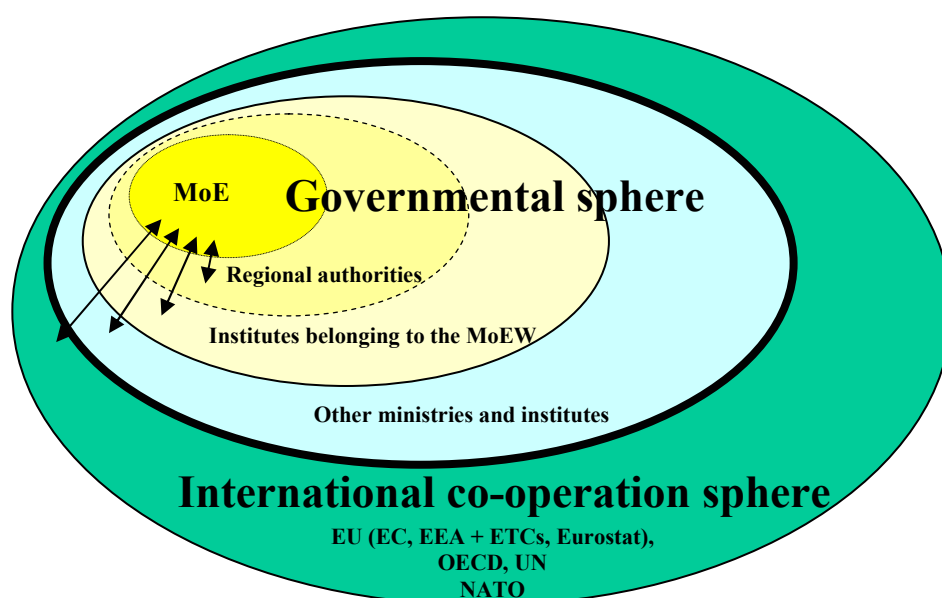 MoE
Governmental sphere
Regional authorities
Institutes belonging to the MoEW
Other ministries and institutes
International co-operation sphere
EU (EC, EEA + ETCs, Eurostat),
OECD, UN
NATO